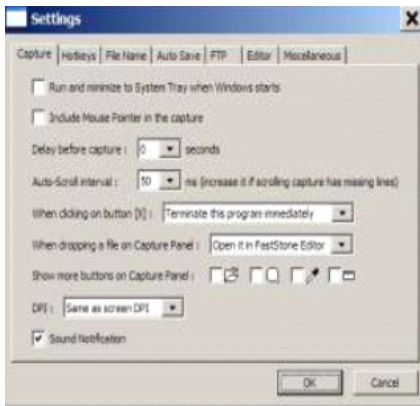 Settings
Capture Hotkeys File Name Auto Save FTP Editor Miscellaneous
Run and minimize to System Tray when Windows starts
Include Mouse Pointer in the capture
Delay before capture : 0 seconds
Auto-Scroll interval : 50 ms (increase it if scrolling capture has missing lines)
When clicking on button [X] : Terminate this program immediately
When dropping a file on Capture Panel : Open it in FastStone Editor
Show more buttons on Capture Panel :
DPI : Same as screen DPI
Sound Notification
OK Cancel